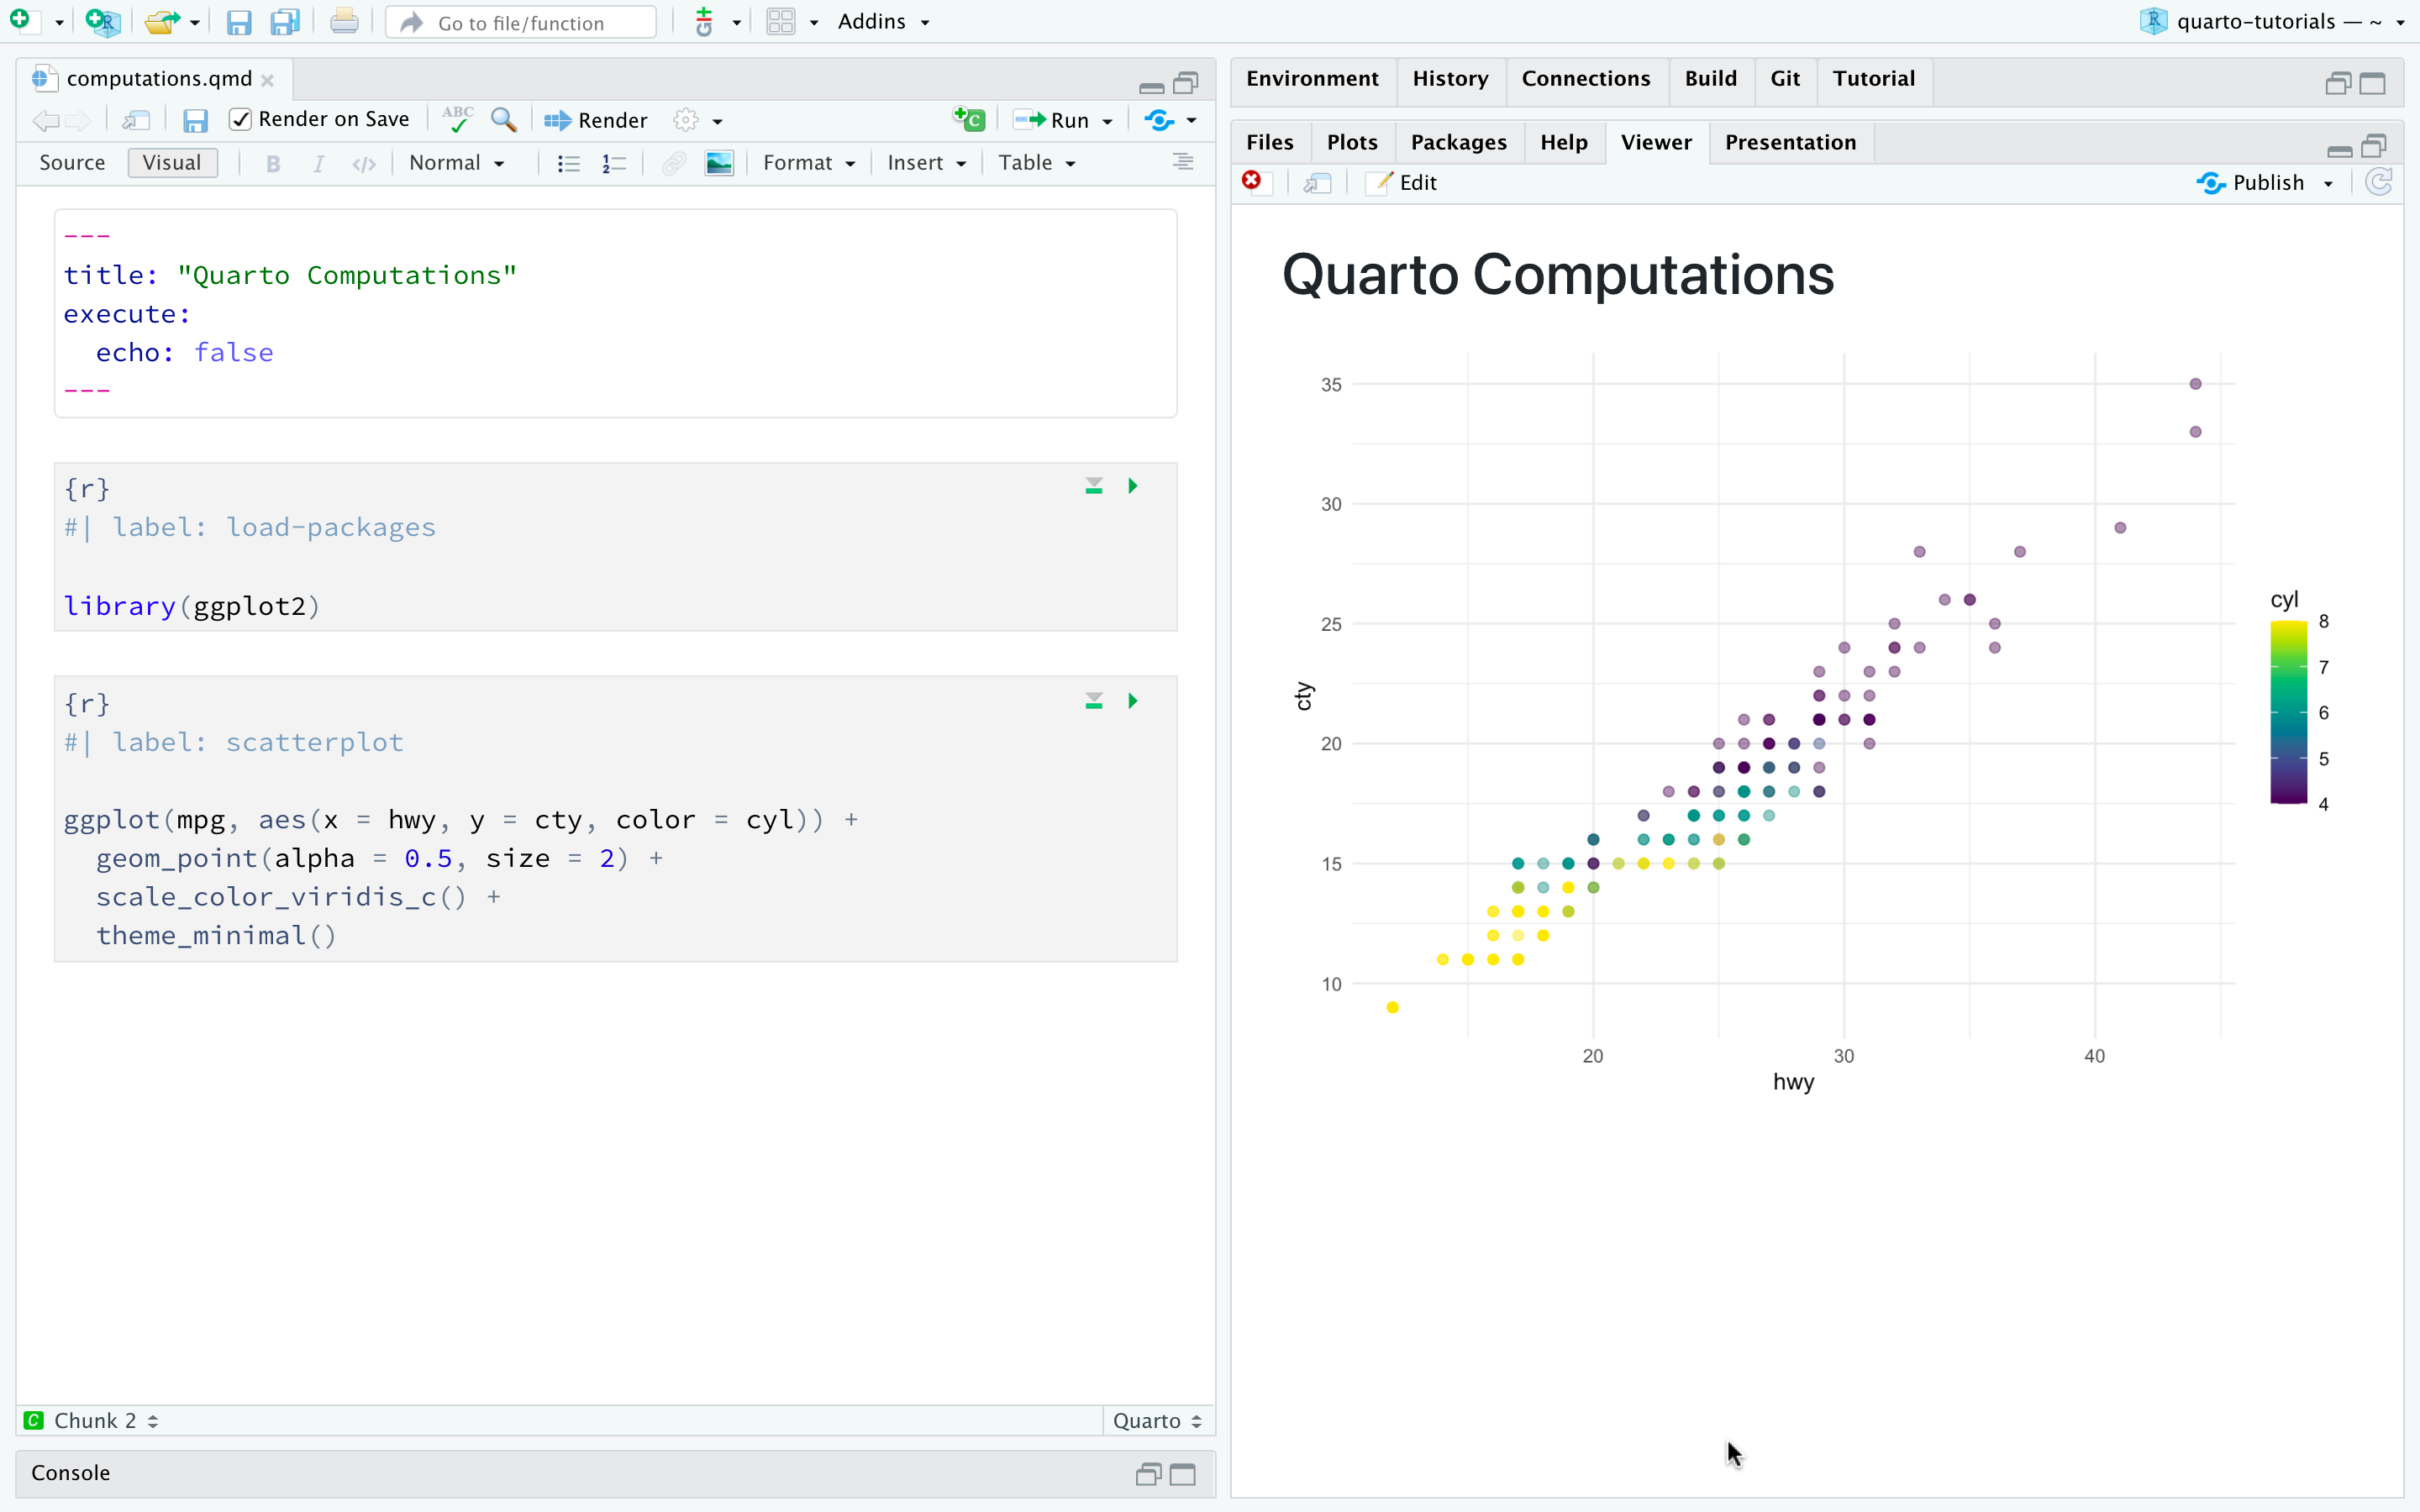 Go to file/function
Addins
quarto-tutorials — ~
computations.qmd
Render on Save
ABC
Render
Run
Source
Visual
B
I
</>
Normal
Format
Insert
Table
---
title: "Quarto Computations"
execute:
  echo: false
---
{r}
#| label: load-packages
library(ggplot2)
{r}
#| label: scatterplot
ggplot(mpg, aes(x = hwy, y = cty, color = cyl)) +
  geom_point(alpha = 0.5, size = 2) +
  scale_color_viridis_c() +
  theme_minimal()
C Chunk 2
Quarto
Console
Environment
History
Connections
Build
Git
Tutorial
Files
Plots
Packages
Help
Viewer
Presentation
Edit
Publish
Quarto Computations
35
30
25
20
15
10
cty
20
30
40
hwy
cyl
8
7
6
5
4